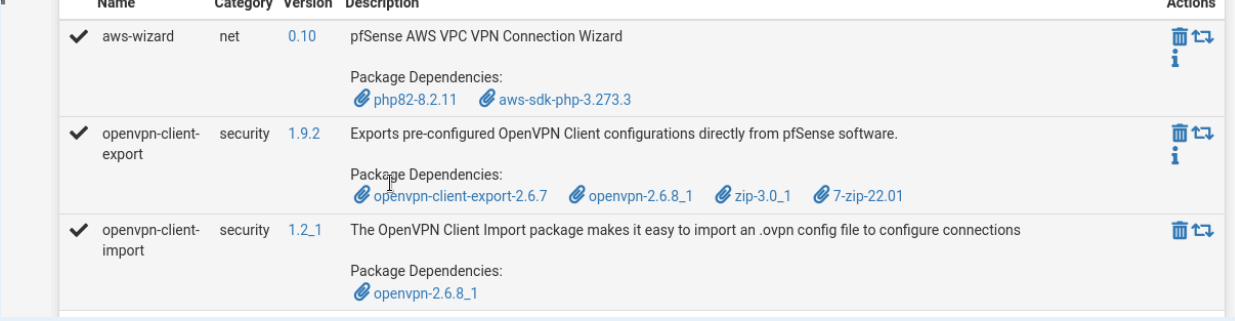 Name Category Version Description Actions
aws-wizard net 0.10 pfSense AWS VPC VPN Connection Wizard
Package Dependencies:
php82-8.2.11 aws-sdk-php-3.273.3
openvpn-client-export security 1.9.2 Exports pre-configured OpenVPN Client configurations directly from pfSense software.
Package Dependencies:
openvpn-client-export-2.6.7 openvpn-2.6.8_1 zip-3.0_1 7-zip-22.01
openvpn-client-import security 1.2_1 The OpenVPN Client Import package makes it easy to import an .ovpn config file to configure connections
Package Dependencies:
openvpn-2.6.8_1